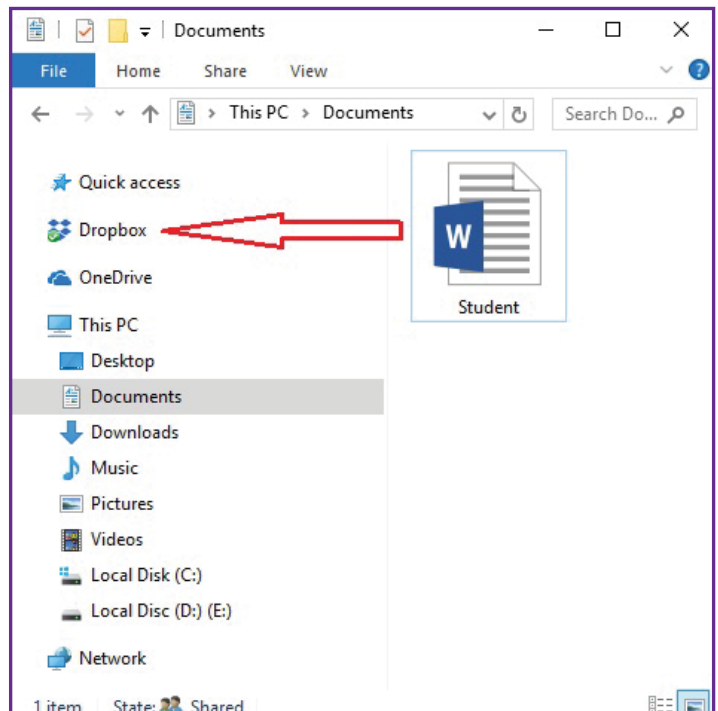 Documents
File Home Share View
This PC > Documents
Search Do...
Quick access
Dropbox
OneDrive
This PC
Desktop
Documents
Downloads
Music
Pictures
Videos
Local Disk (C:)
Local Disc (D:) (E:)
Network
W
Student
1 item State: Shared